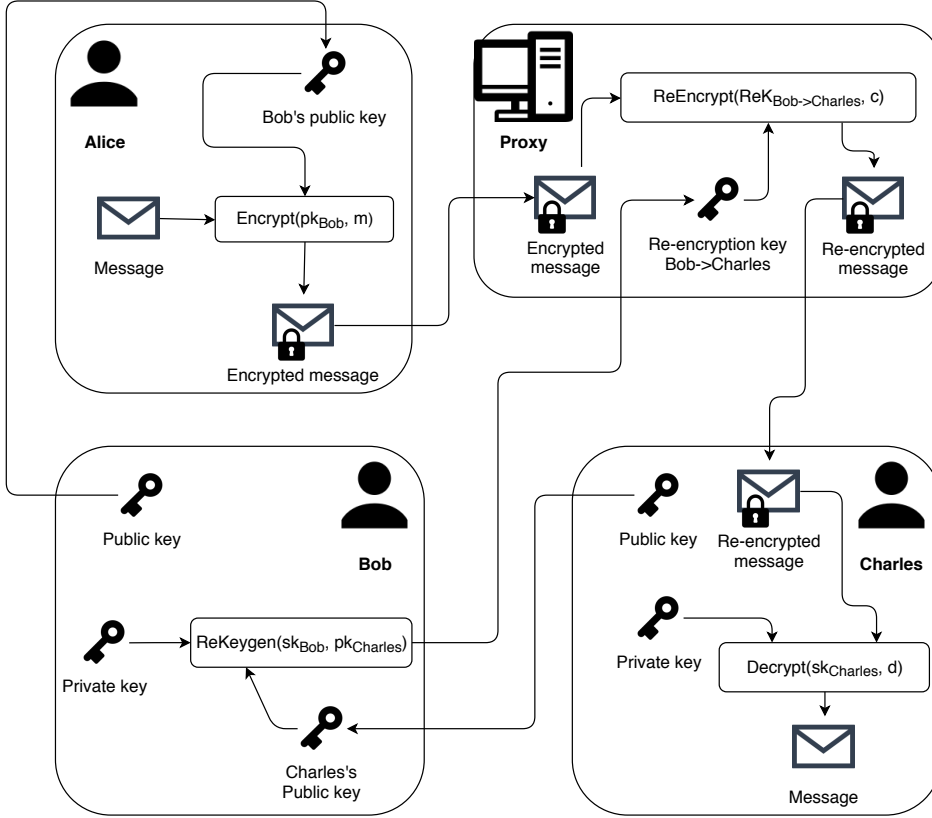 Alice
Bob's public key
Encrypt(pkBob, m)
Message
Encrypted message
Proxy
ReEncrypt(ReKBob->Charles, c)
Encrypted
message
Re-encryption key
Bob->Charles
Re-encrypted
message
Public key
Bob
Private key
ReKeygen(skBob, pkCharles)
Charles's
Public key
Public key
Re-encrypted
message
Charles
Private key
Decrypt(skCharles, d)
Message